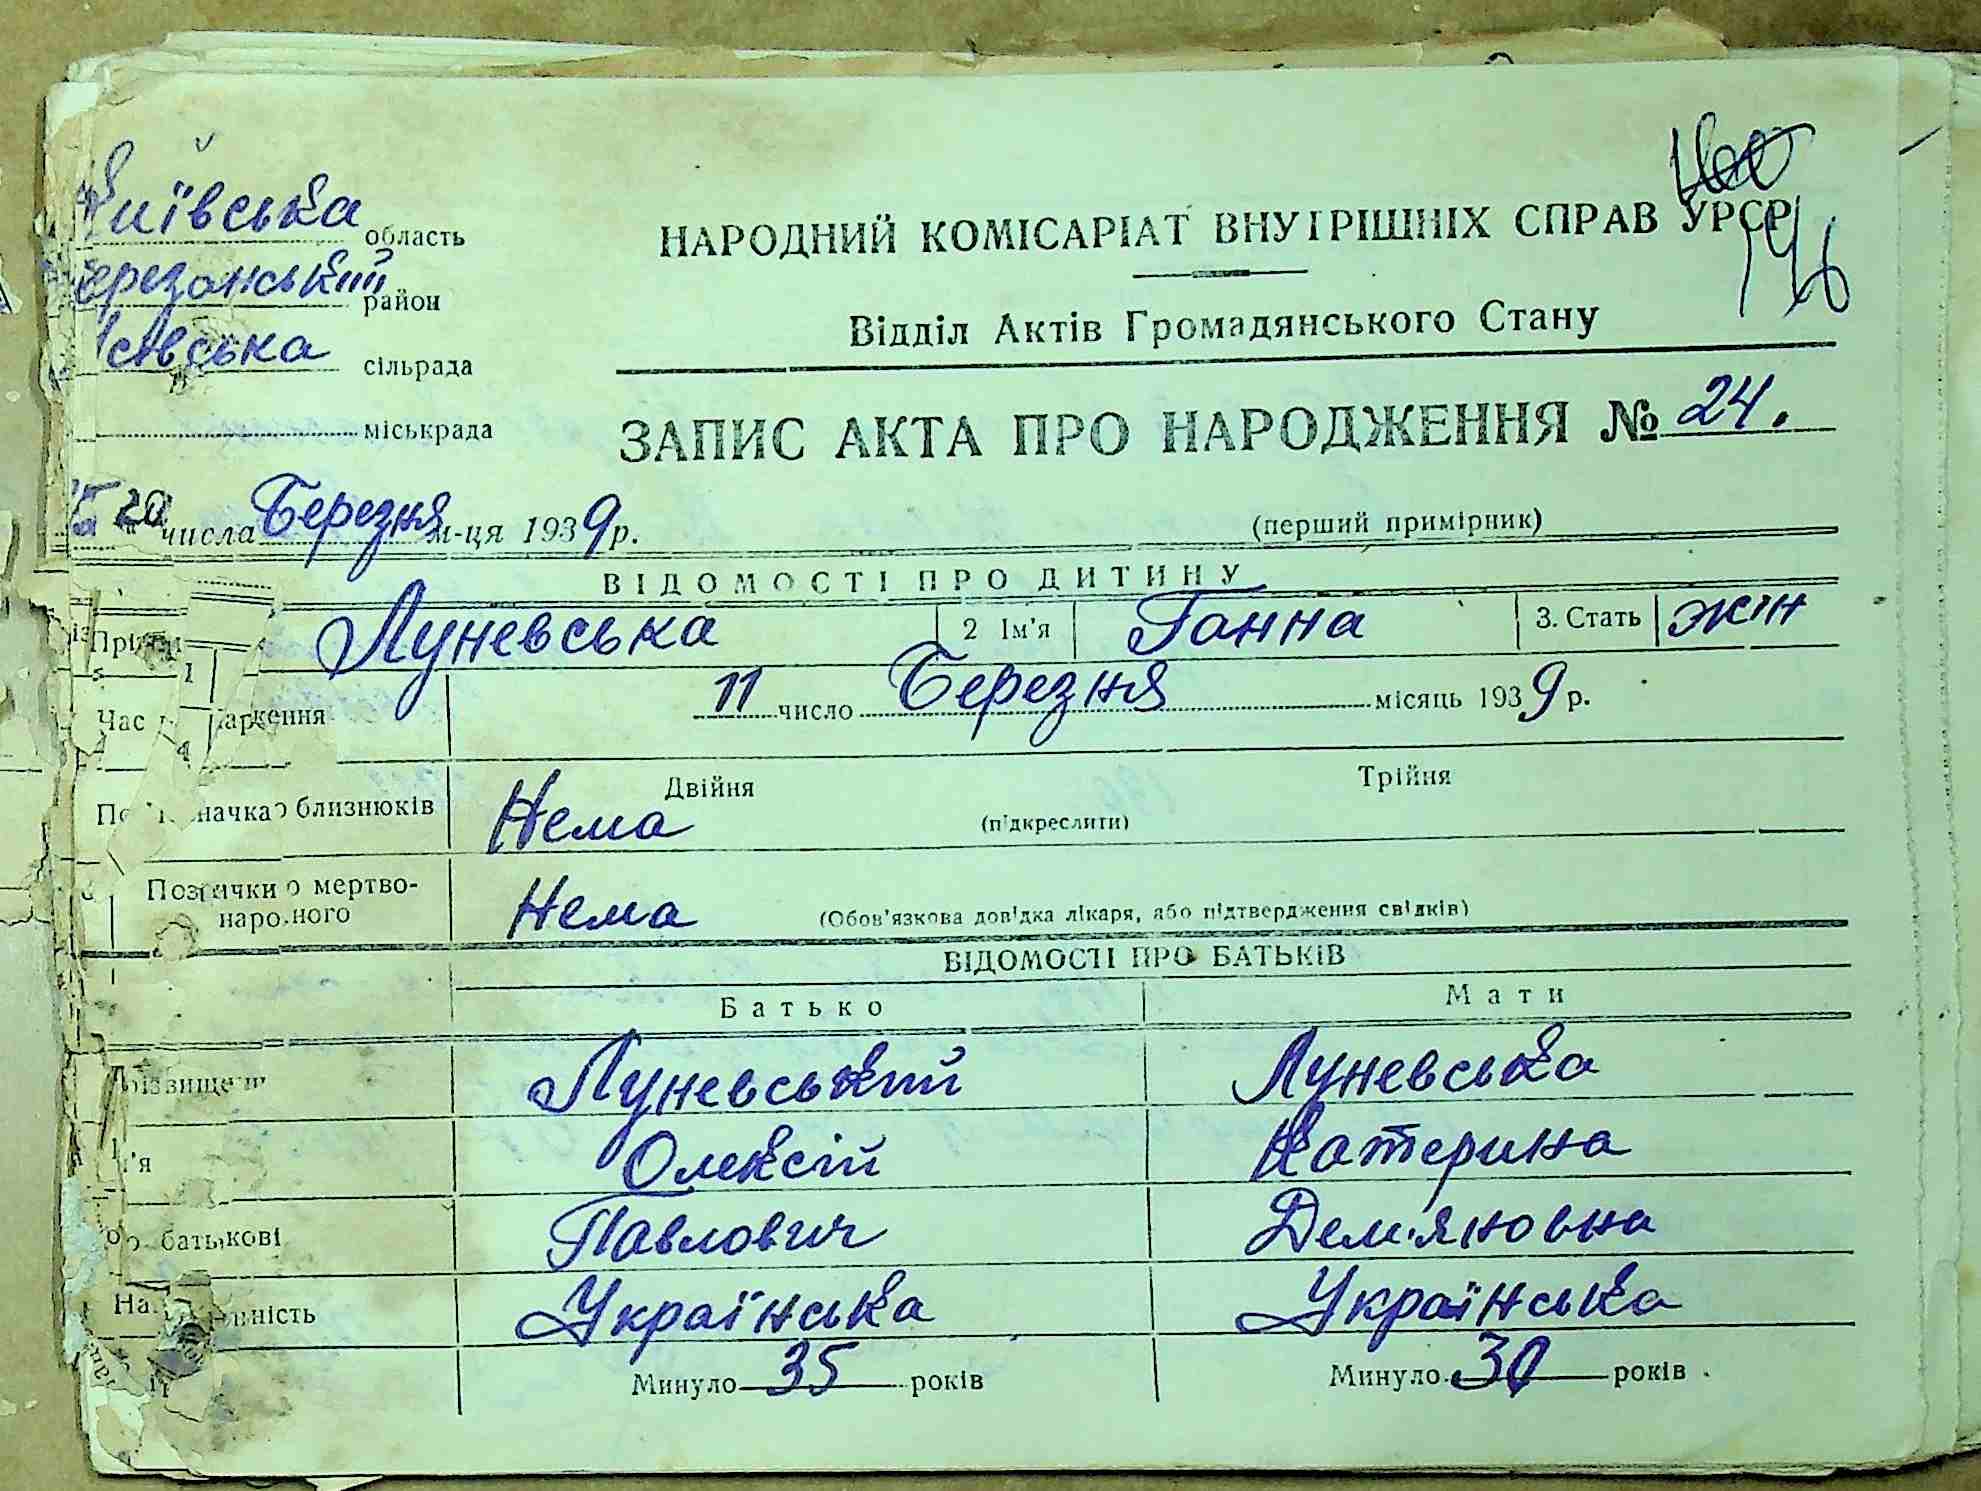 Київська область
Березанський район
сільрада
міськрада
НАРОДНИЙ КОМІСАРІАТ ВНУТРІШНІХ СПРАВ УРСР
196
Відділ Актів Громадянського Стану
ЗАПИС АКТА ПРО НАРОДЖЕННЯ № 24.
числа Березня м-ця 1939 р.
(перший примірник)
ВІДОМОСТІ ПРО ДИТИНУ
Луневська 2 Ім'я Ганна 3. Стать жін
Час 11 число Березня місяць 1939 р.
близнюків Нема Двійня Трійня
(підкреслити)
Позначки о мертво-
народного Нема (Обов'язкова довідка лікаря, або підтвердження свідків)
ВІДОМОСТІ ПРО БАТЬКІВ
Батько Мати
Луневський Луневська
Олексій Катерина
батькові Павлович Дем'яновна
Українська Українська
Минуло 35 років Минуло 30 років